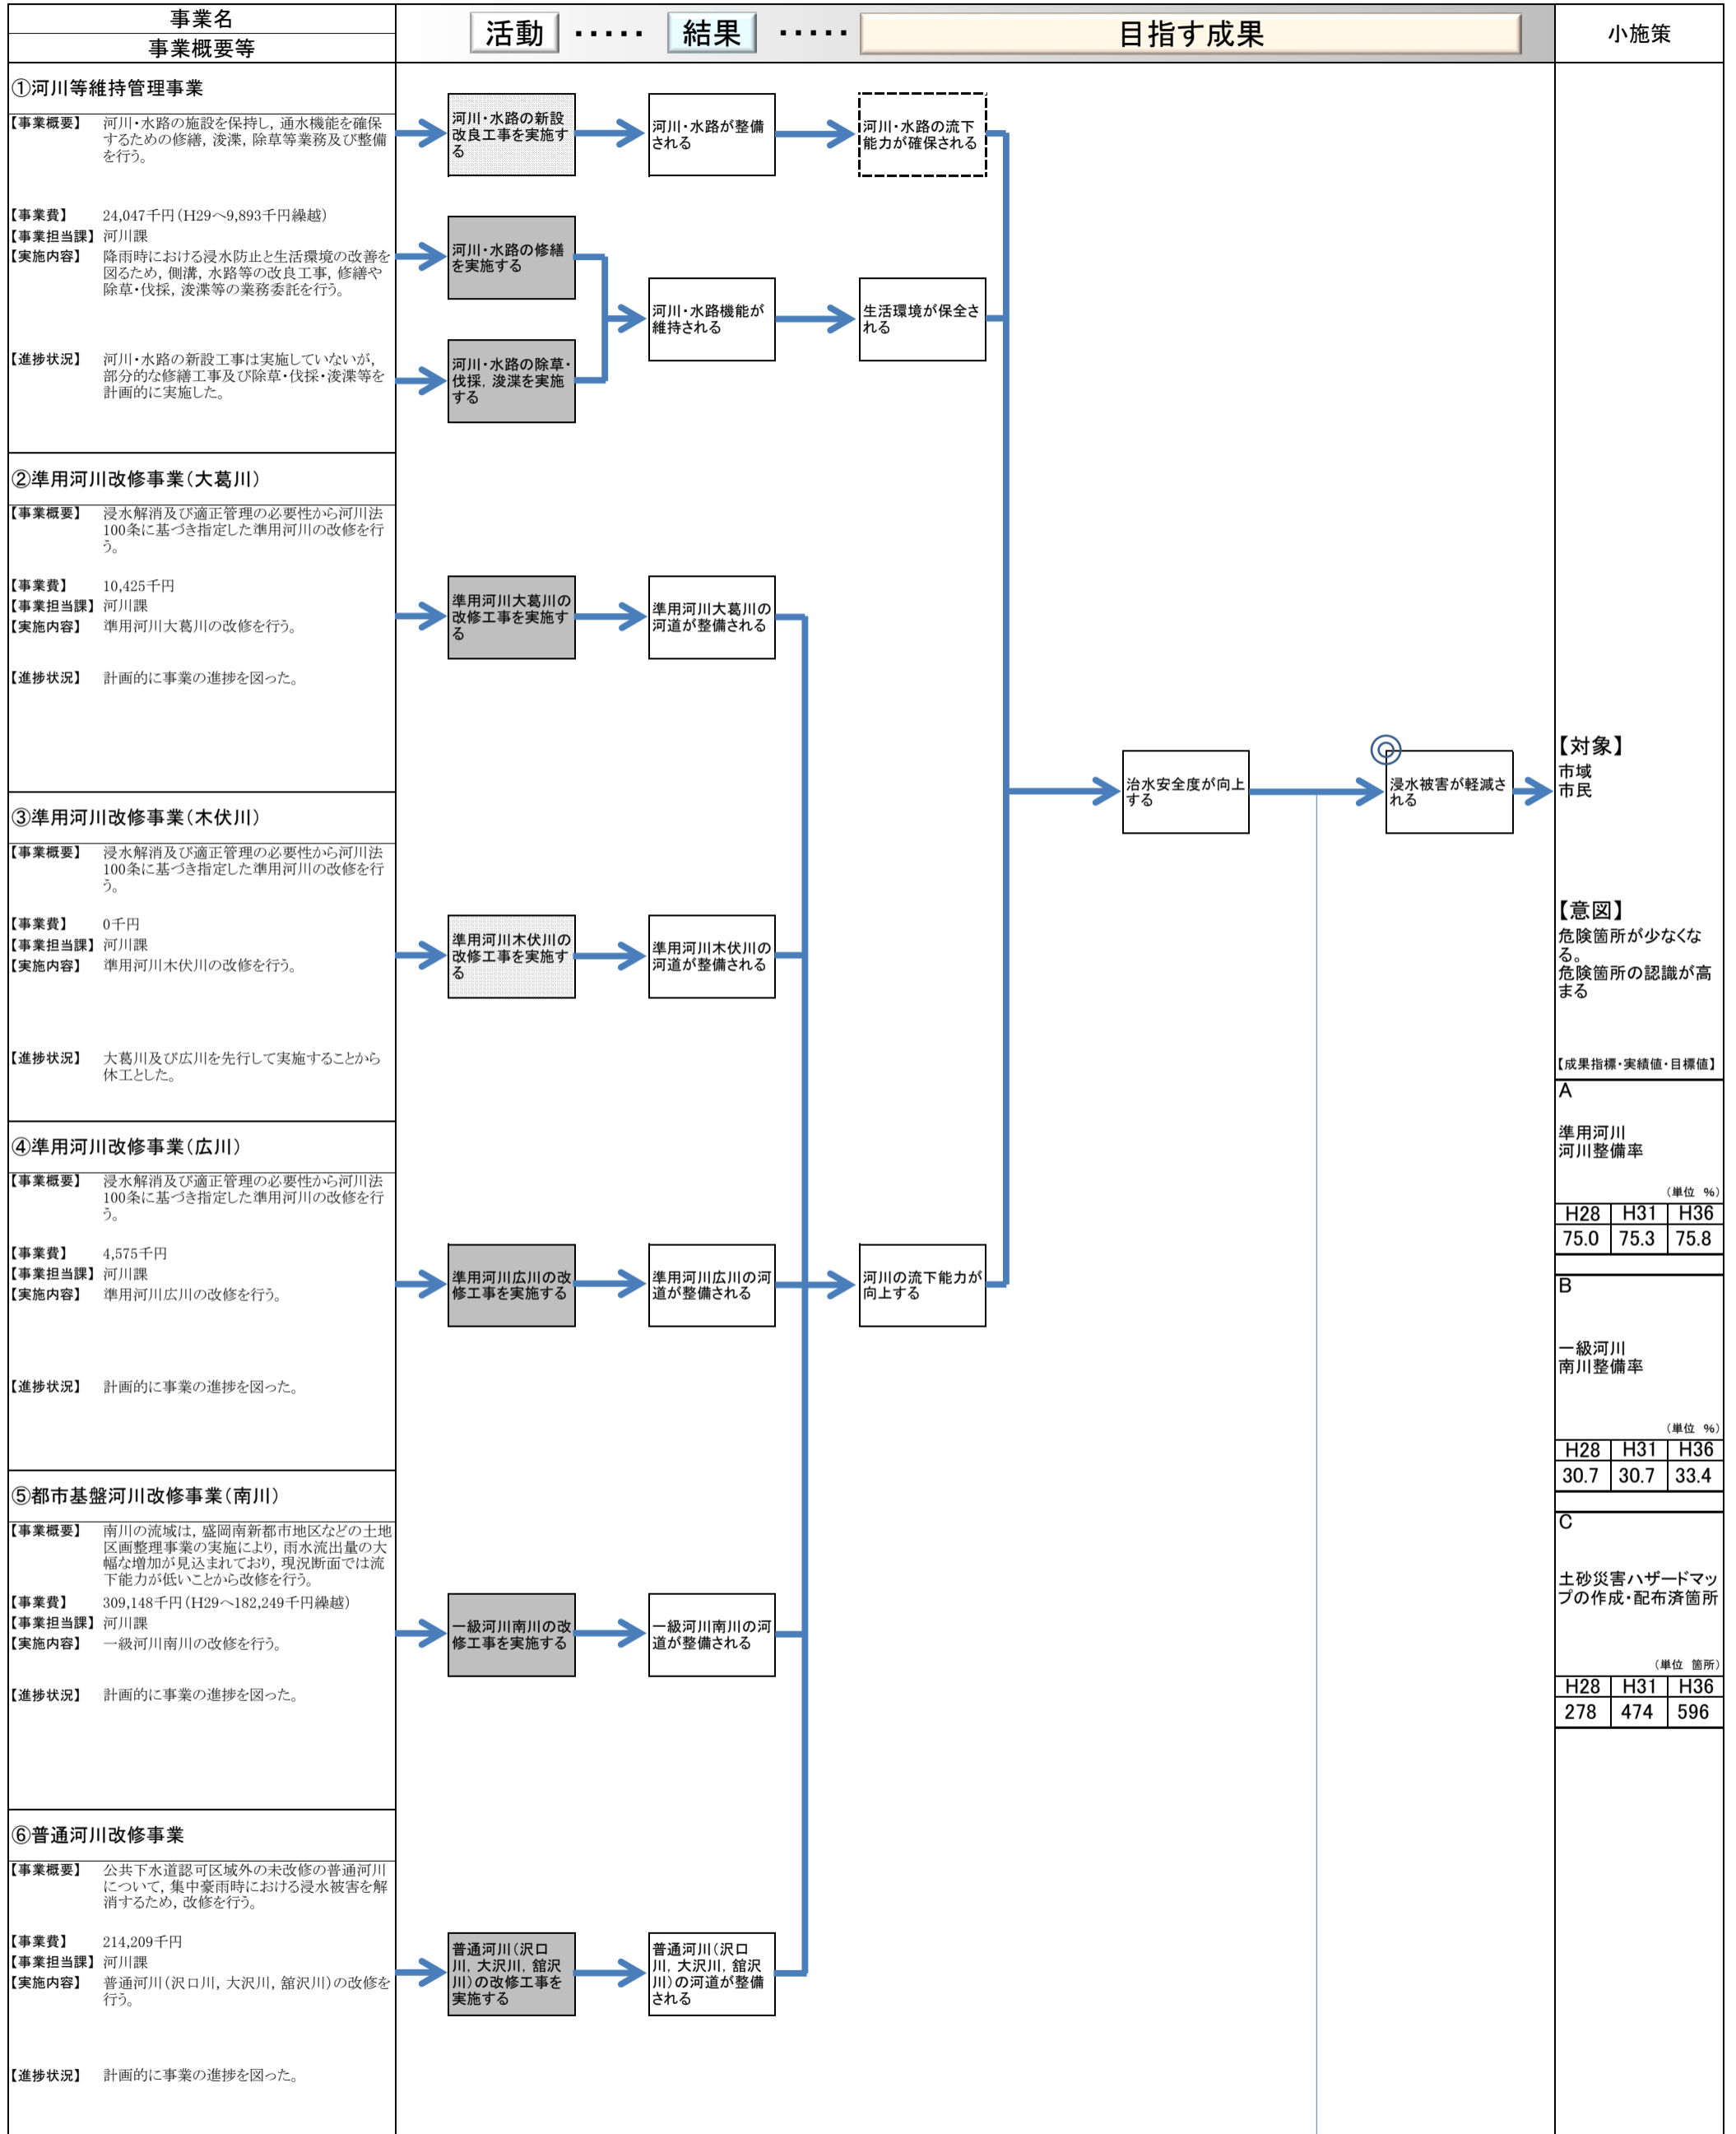 事業名
事業概要等
活動 ・・・・・ 結果 ・・・・・ 目指す成果
小施策
①河川等維持管理事業
【事業概要】 河川・水路の施設を保持し，通水機能を確保
するための修繕，浚渫，除草等業務及び整備
を行う。
【事業費】 24,047千円（H29へ9,893千円繰越）
【事業担当課】 河川課
【実施内容】 降雨時における浸水防止と生活環境の改善を
図るため，側溝，水路等の改良工事，修繕や
除草・伐採，浚渫等の業務委託を行う。
【進捗状況】 河川・水路の新設工事は実施していないが，
部分的な修繕工事及び除草・伐採・浚渫等を
計画的に実施した。
河川・水路の新設
改良工事を実施す
る
河川・水路が整備
される
河川・水路の流下
能力が確保される
河川・水路の修繕
を実施する
河川・水路の除草・
伐採，浚渫を実施
する
河川・水路機能が
維持される
生活環境が保全さ
れる
②準用河川改修事業（大葛川）
【事業概要】 浸水解消及び適正管理の必要性から河川法
100条に基づき指定した準用河川の改修を行
う。
【事業費】 10,425千円
【事業担当課】 河川課
【実施内容】 準用河川大葛川の改修を行う。
【進捗状況】 計画的に事業の進捗を図った。
準用河川大葛川の
改修工事を実施す
る
準用河川大葛川の
河道が整備される
③準用河川改修事業（木伏川）
【事業概要】 浸水解消及び適正管理の必要性から河川法
100条に基づき指定した準用河川の改修を行
う。
【事業費】 0千円
【事業担当課】 河川課
【実施内容】 準用河川木伏川の改修を行う。
【進捗状況】 大葛川及び広川を先行して実施することから
休工とした。
準用河川木伏川の
改修工事を実施す
る
準用河川木伏川の
河道が整備される
④準用河川改修事業（広川）
【事業概要】 浸水解消及び適正管理の必要性から河川法
100条に基づき指定した準用河川の改修を行
う。
【事業費】 4,575千円
【事業担当課】 河川課
【実施内容】 準用河川広川の改修を行う。
【進捗状況】 計画的に事業の進捗を図った。
準用河川広川の改
修工事を実施する
準用河川広川の河
道が整備される
河川の流下能力が
向上する
⑤都市基盤河川改修事業（南川）
【事業概要】 南川の流域は，盛岡南新都市地区などの土地
区画整理事業の実施により，雨水流出量の大
幅な増加が見込まれており，現況断面では流
下能力が低いことから改修を行う。
【事業費】 309,148千円（H29へ182,249千円繰越）
【事業担当課】 河川課
【実施内容】 一級河川南川の改修を行う。
【進捗状況】 計画的に事業の進捗を図った。
一級河川南川の改
修工事を実施する
一級河川南川の河
道が整備される
⑥普通河川改修事業
【事業概要】 公共下水道認可区域外の未改修の普通河川
について，集中豪雨時における浸水被害を解
消するため，改修を行う。
【事業費】 214,209千円
【事業担当課】 河川課
【実施内容】 普通河川（沢口川，大沢川，舘沢川）の改修を
行う。
【進捗状況】 計画的に事業の進捗を図った。
普通河川（沢口
川，大沢川，舘沢
川）の改修工事を
実施する
普通河川（沢口
川，大沢川，舘沢
川）の河道が整備
される
治水安全度が向上
する
◎
浸水被害が軽減さ
れる
【対象】
市域
市民
【意図】
危険箇所が少なくな
る。
危険箇所の認識が高
まる
【成果指標・実績値・目標値】
A
準用河川
河川整備率
（単位 %）
H28 H31 H36
75.0 75.3 75.8
B
一級河川
南川整備率
（単位 %）
H28 H31 H36
30.7 30.7 33.4
C
土砂災害ハザードマッ
プの作成・配布済箇所
（単位 箇所）
H28 H31 H36
278 474 596